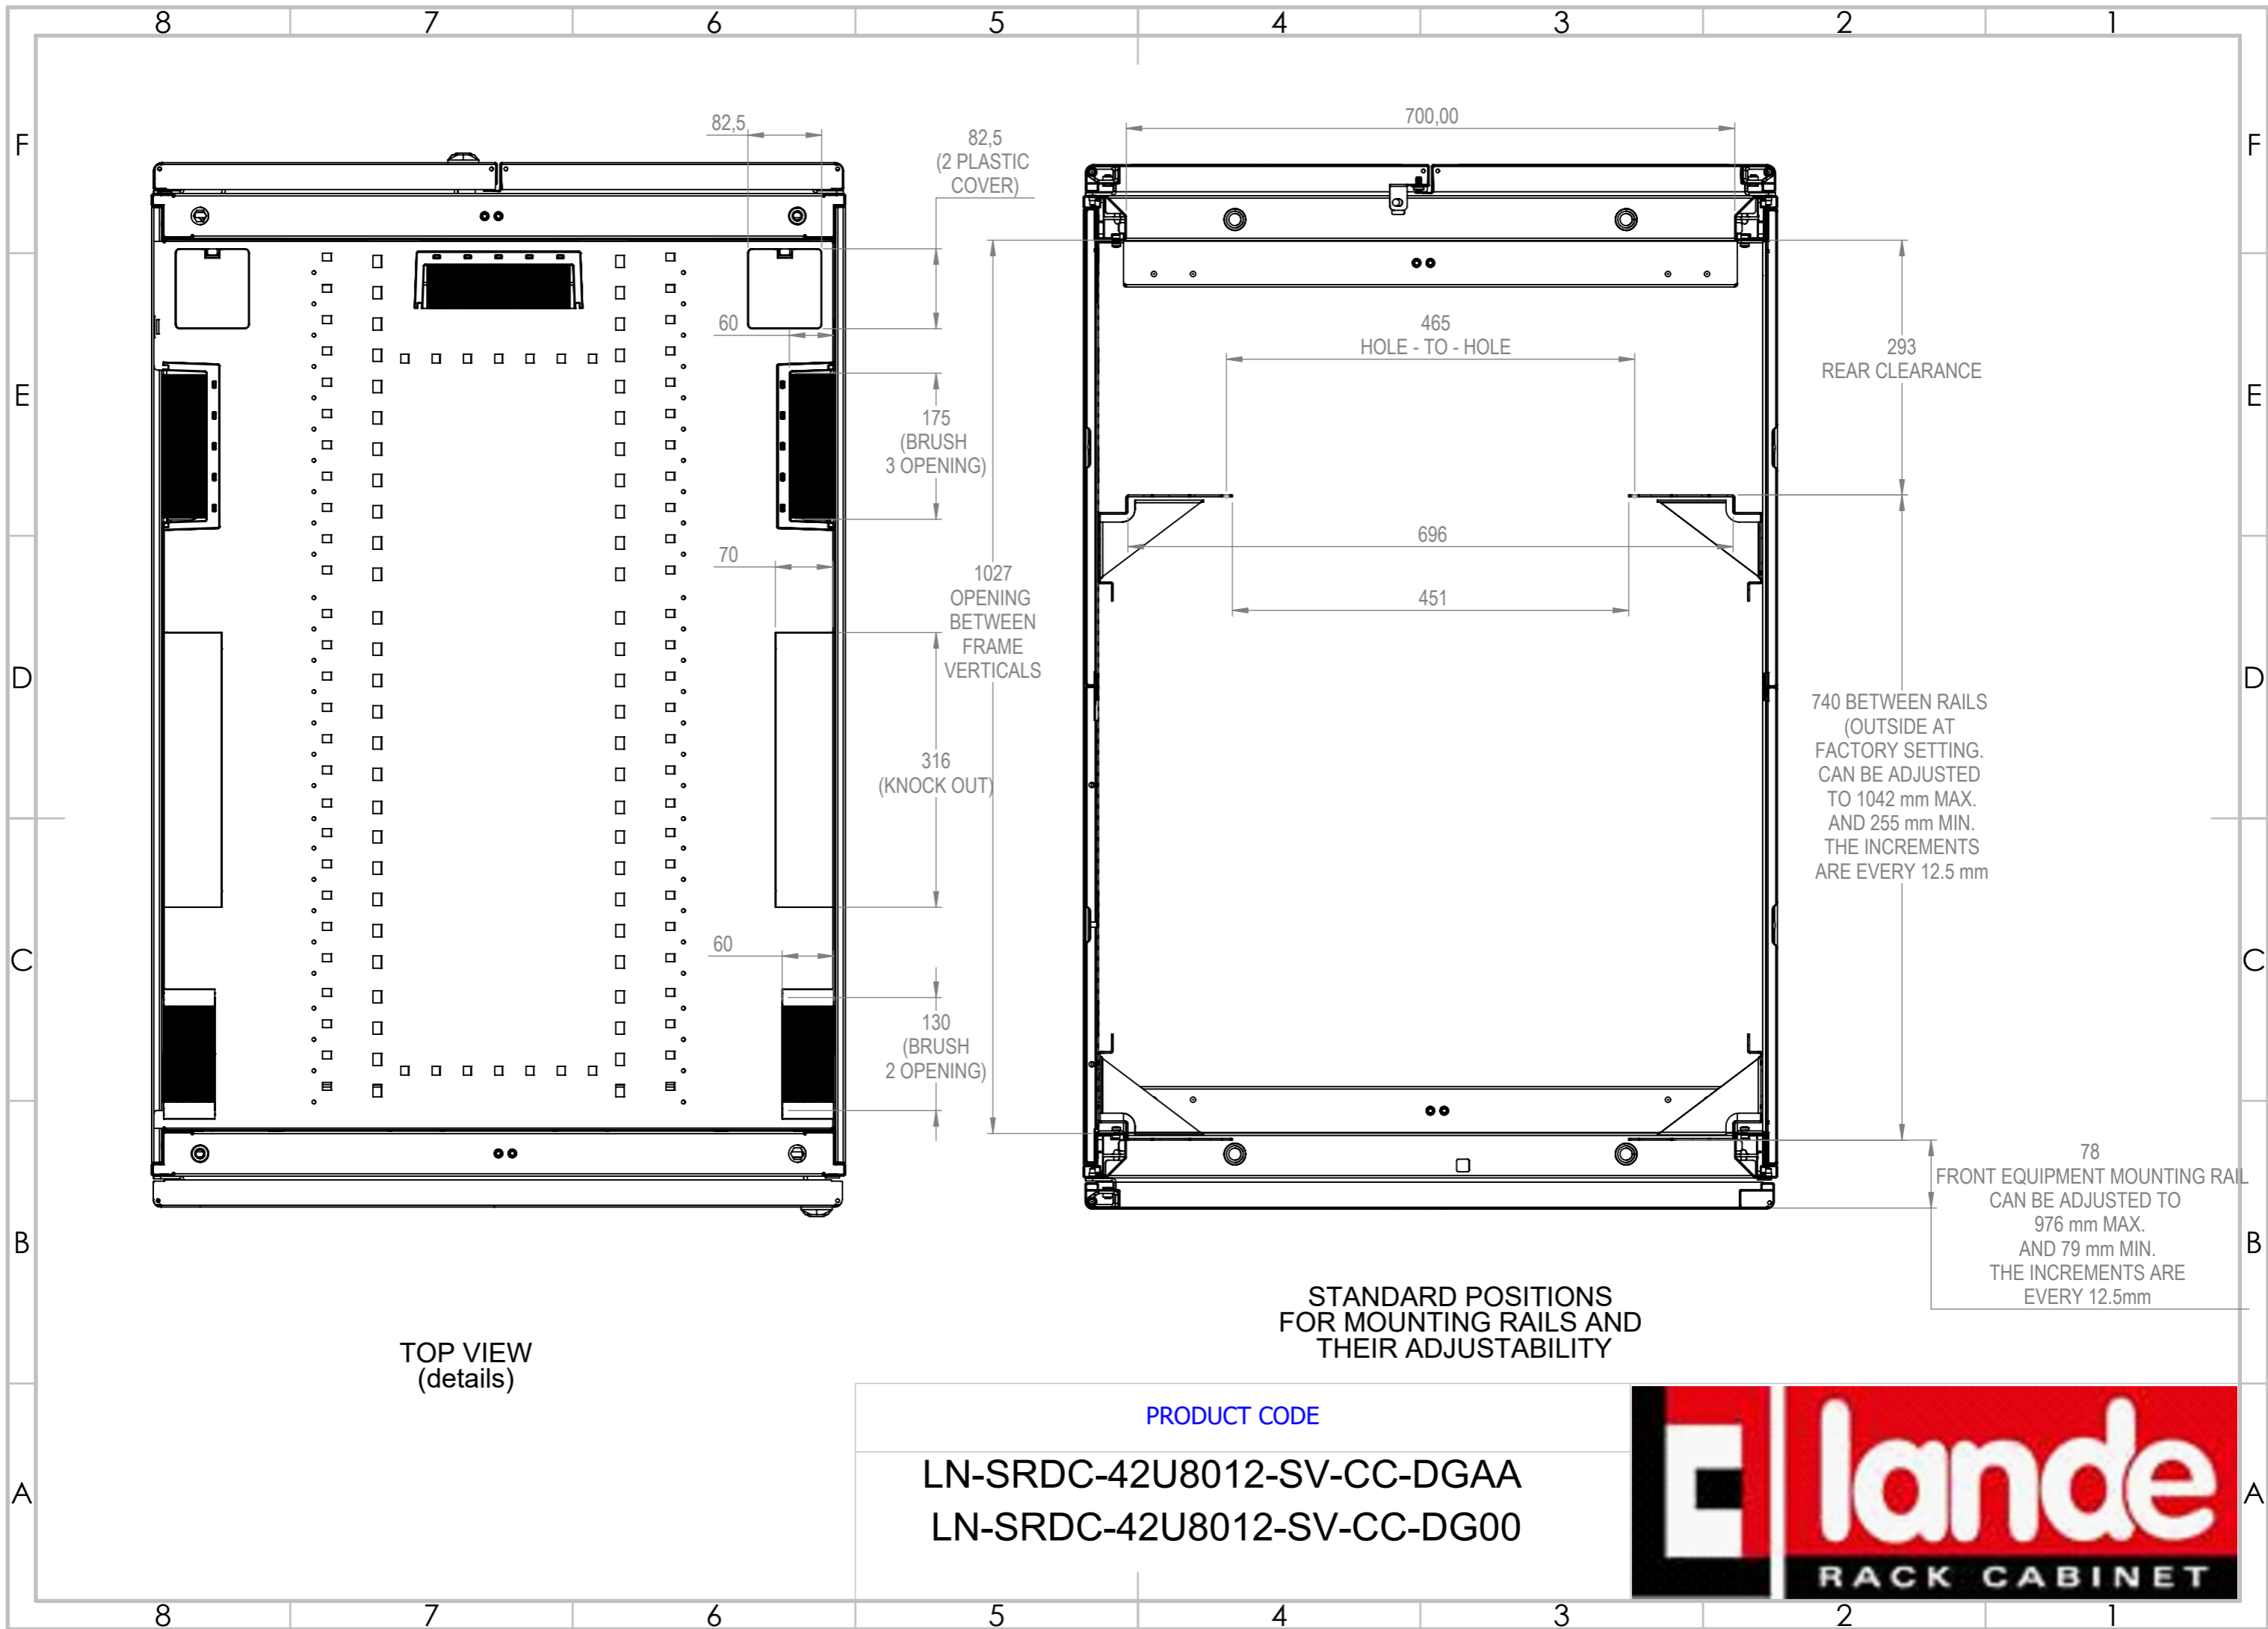 8 7 6 5 4 3 2 1
F
F
E
E
D
D
C
C
B
B
A
A
82,5
82,5
(2 PLASTIC
COVER)
60
175
(BRUSH
3 OPENING)
70
1027
OPENING
BETWEEN
FRAME
VERTICALS
316
(KNOCK OUT)
60
130
(BRUSH
2 OPENING)
700,00
465
HOLE - TO - HOLE
293
REAR CLEARANCE
696
451
740 BETWEEN RAILS
(OUTSIDE AT
FACTORY SETTING.
CAN BE ADJUSTED
TO 1042 mm MAX.
AND 255 mm MIN.
THE INCREMENTS
ARE EVERY 12.5 mm
78
FRONT EQUIPMENT MOUNTING RAIL
CAN BE ADJUSTED TO
976 mm MAX.
AND 79 mm MIN.
THE INCREMENTS ARE
EVERY 12.5mm
TOP VIEW
(details)
STANDARD POSITIONS
FOR MOUNTING RAILS AND
THEIR ADJUSTABILITY
PRODUCT CODE
LN-SRDC-42U8012-SV-CC-DGAA
LN-SRDC-42U8012-SV-CC-DG00
lande
RACK CABINET
8 7 6 5 4 3 2 1